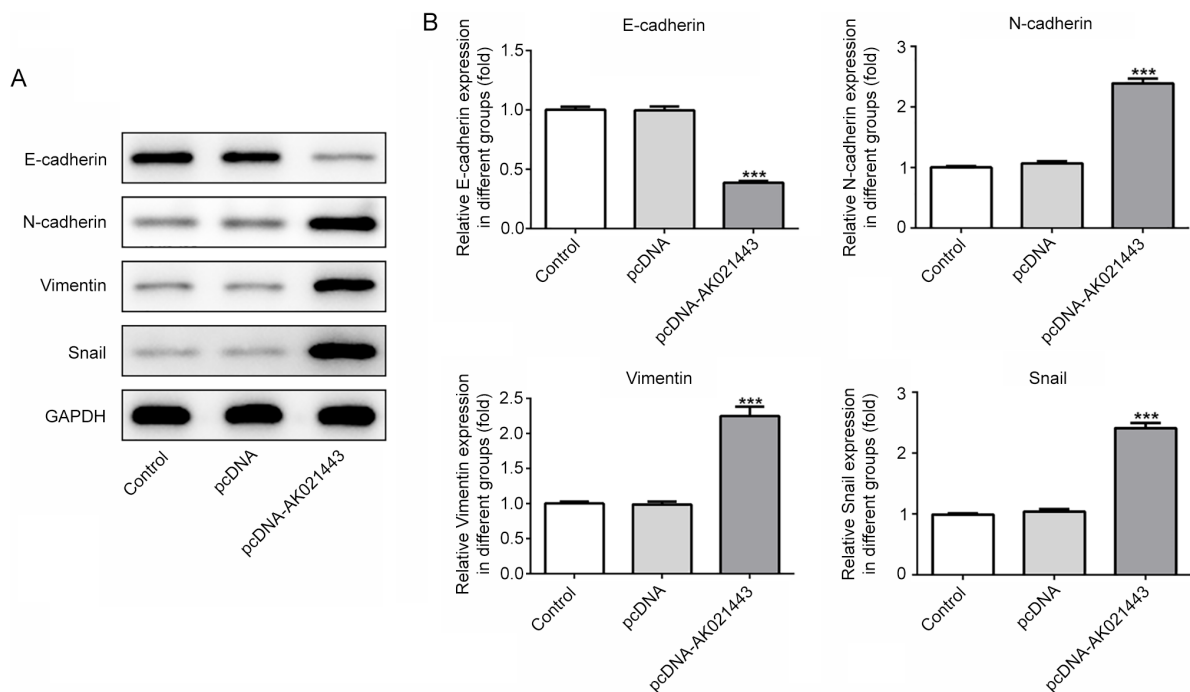 A
E-cadherin
N-cadherin
Vimentin
Snail
GAPDH
Control
pcDNA
pcDNA-AK021443
B
E-cadherin
Relative E-cadherin expression
in different groups (fold)
1.5
1.0
0.5
0.0
***
Control
pcDNA
pcDNA-AK021443
N-cadherin
Relative N-cadherin expression
in different groups (fold)
3
2
1
0
***
Control
pcDNA
pcDNA-AK021443
Vimentin
Relative Vimentin expression
in different groups (fold)
2.5
2.0
1.5
1.0
0.5
0.0
***
Control
pcDNA
pcDNA-AK021443
Snail
Relative Snail expression
in different groups (fold)
3
2
1
0
***
Control
pcDNA
pcDNA-AK021443